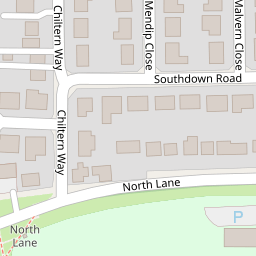 Chiltern Way
Mendip Close
Malvern Close
Southdown Road
Chiltern Way
North Lane
P
North
Lane